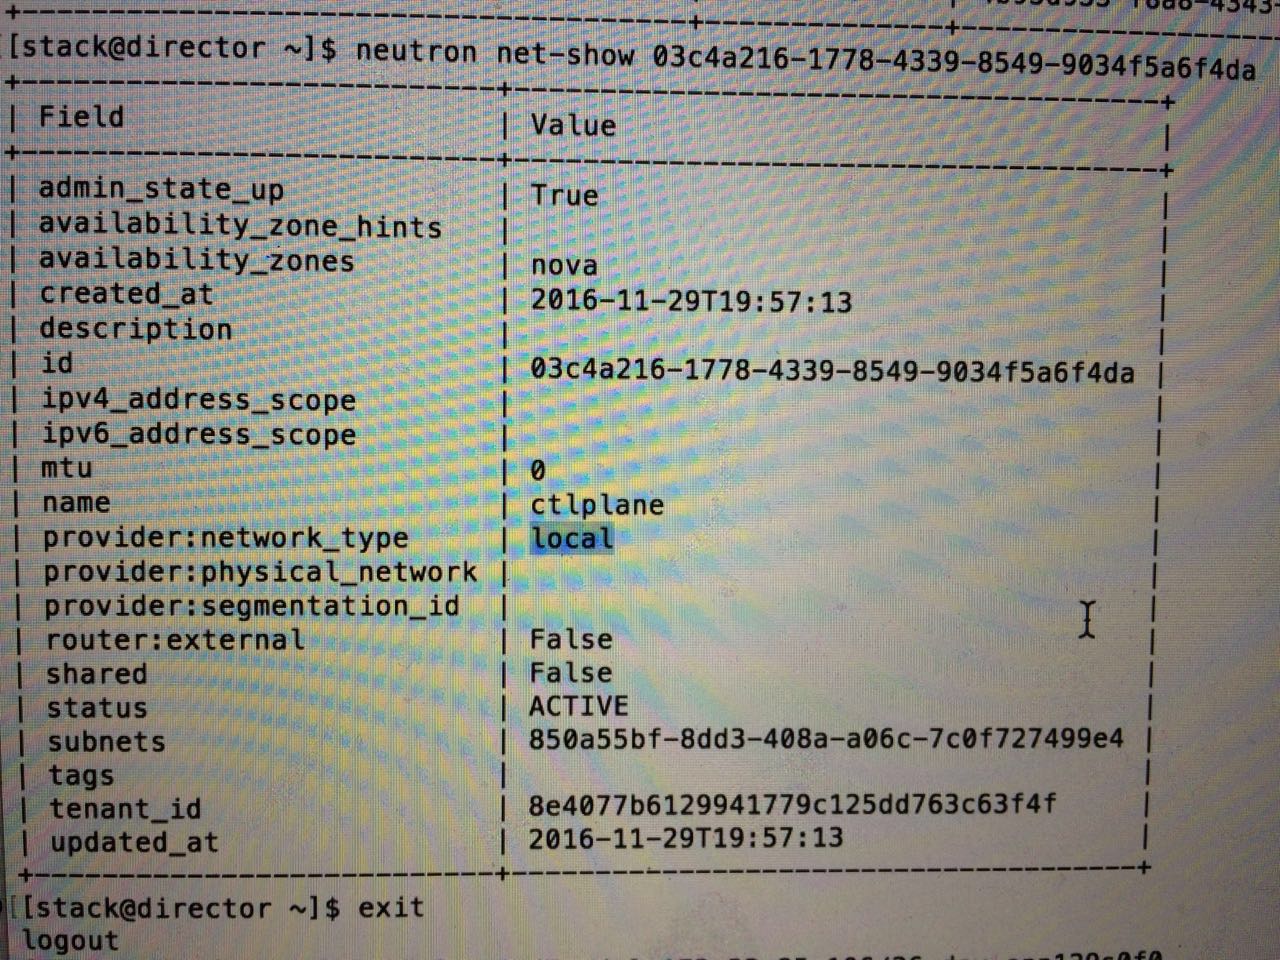 [[stack@director ~]$ neutron net-show 03c4a216-1778-4339-8549-9034f5a6f4da
+-----------------------------+--------------------------------------+
| Field | Value |
+-----------------------------+--------------------------------------+
| admin_state_up | True |
| availability_zone_hints | |
| availability_zones | nova |
| created_at | 2016-11-29T19:57:13 |
| description | |
| id | 03c4a216-1778-4339-8549-9034f5a6f4da |
| ipv4_address_scope | |
| ipv6_address_scope | |
| mtu | 0 |
| name | ctlplane |
| provider:network_type | local |
| provider:physical_network | |
| provider:segmentation_id | |
| router:external | False |
| shared | False |
| status | ACTIVE |
| subnets | 850a55bf-8dd3-408a-a06c-7c0f727499e4 |
| tags | |
| tenant_id | 8e4077b6129941779c125dd763c63f4f |
| updated_at | 2016-11-29T19:57:13 |
+-----------------------------+--------------------------------------+
[[stack@director ~]$ exit
logout